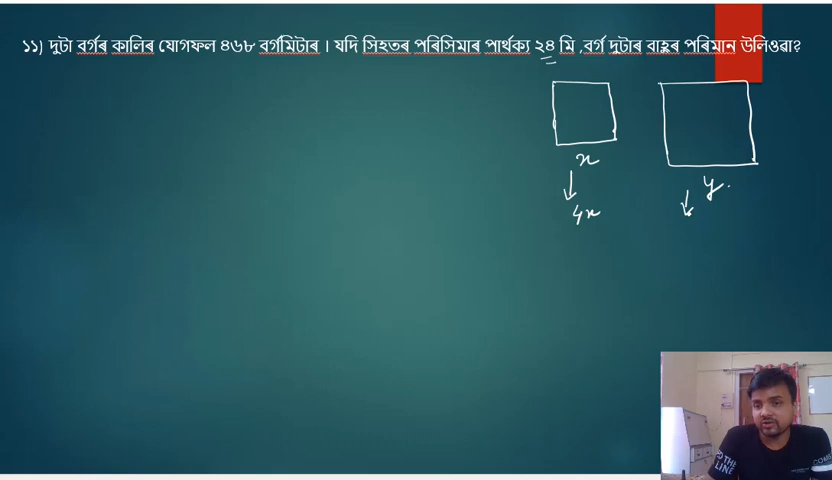 ১১) দুটা বৰ্গৰ কালিৰ যোগফল ৪৬৮ বৰ্গমিটাৰ । যদি সিহতৰ পৰিসিমাৰ পাৰ্থক্য ২৪ মি ,বৰ্গ দুটাৰ বাহুৰ পৰিমান উলিওৱা?
x y
4x